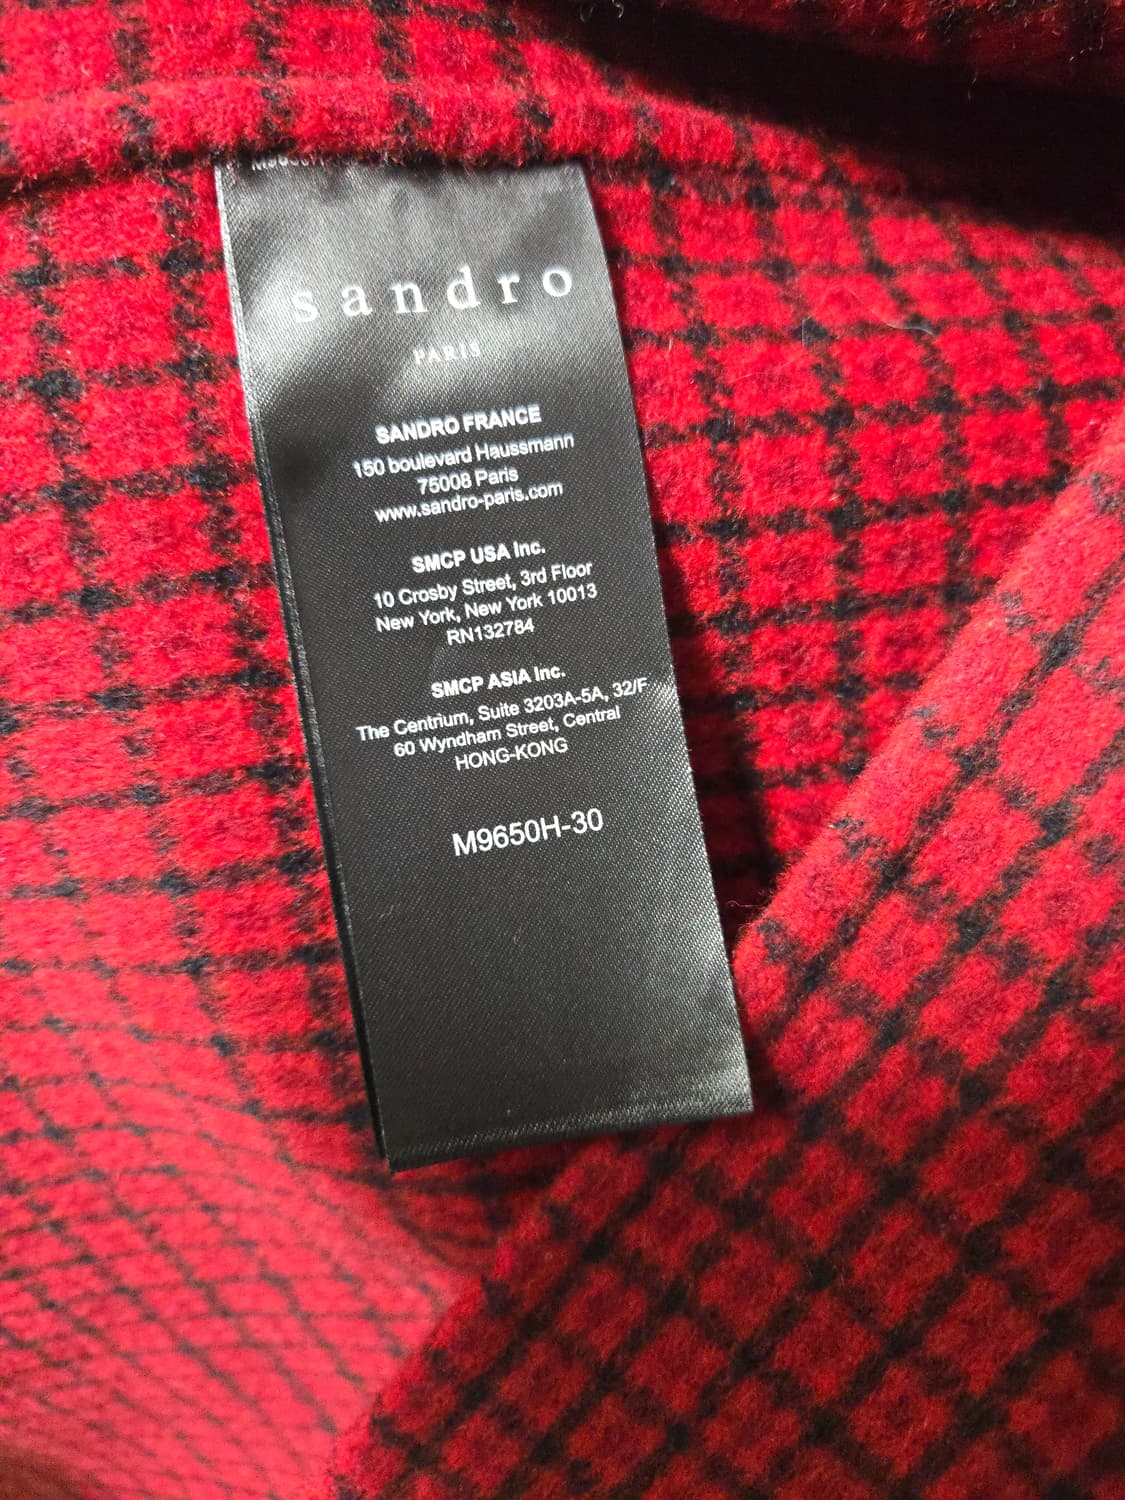 sandro
PARIS
SANDRO FRANCE
150 boulevard Haussmann
75008 Paris
www.sandro-paris.com
SMCP USA Inc.
10 Crosby Street, 3rd Floor
New York, New York 10013
RN132784
SMCP ASIA Inc.
The Centrium, Suite 3203A-5A, 32/F
60 Wyndham Street, Central
HONG-KONG
M9650H-30